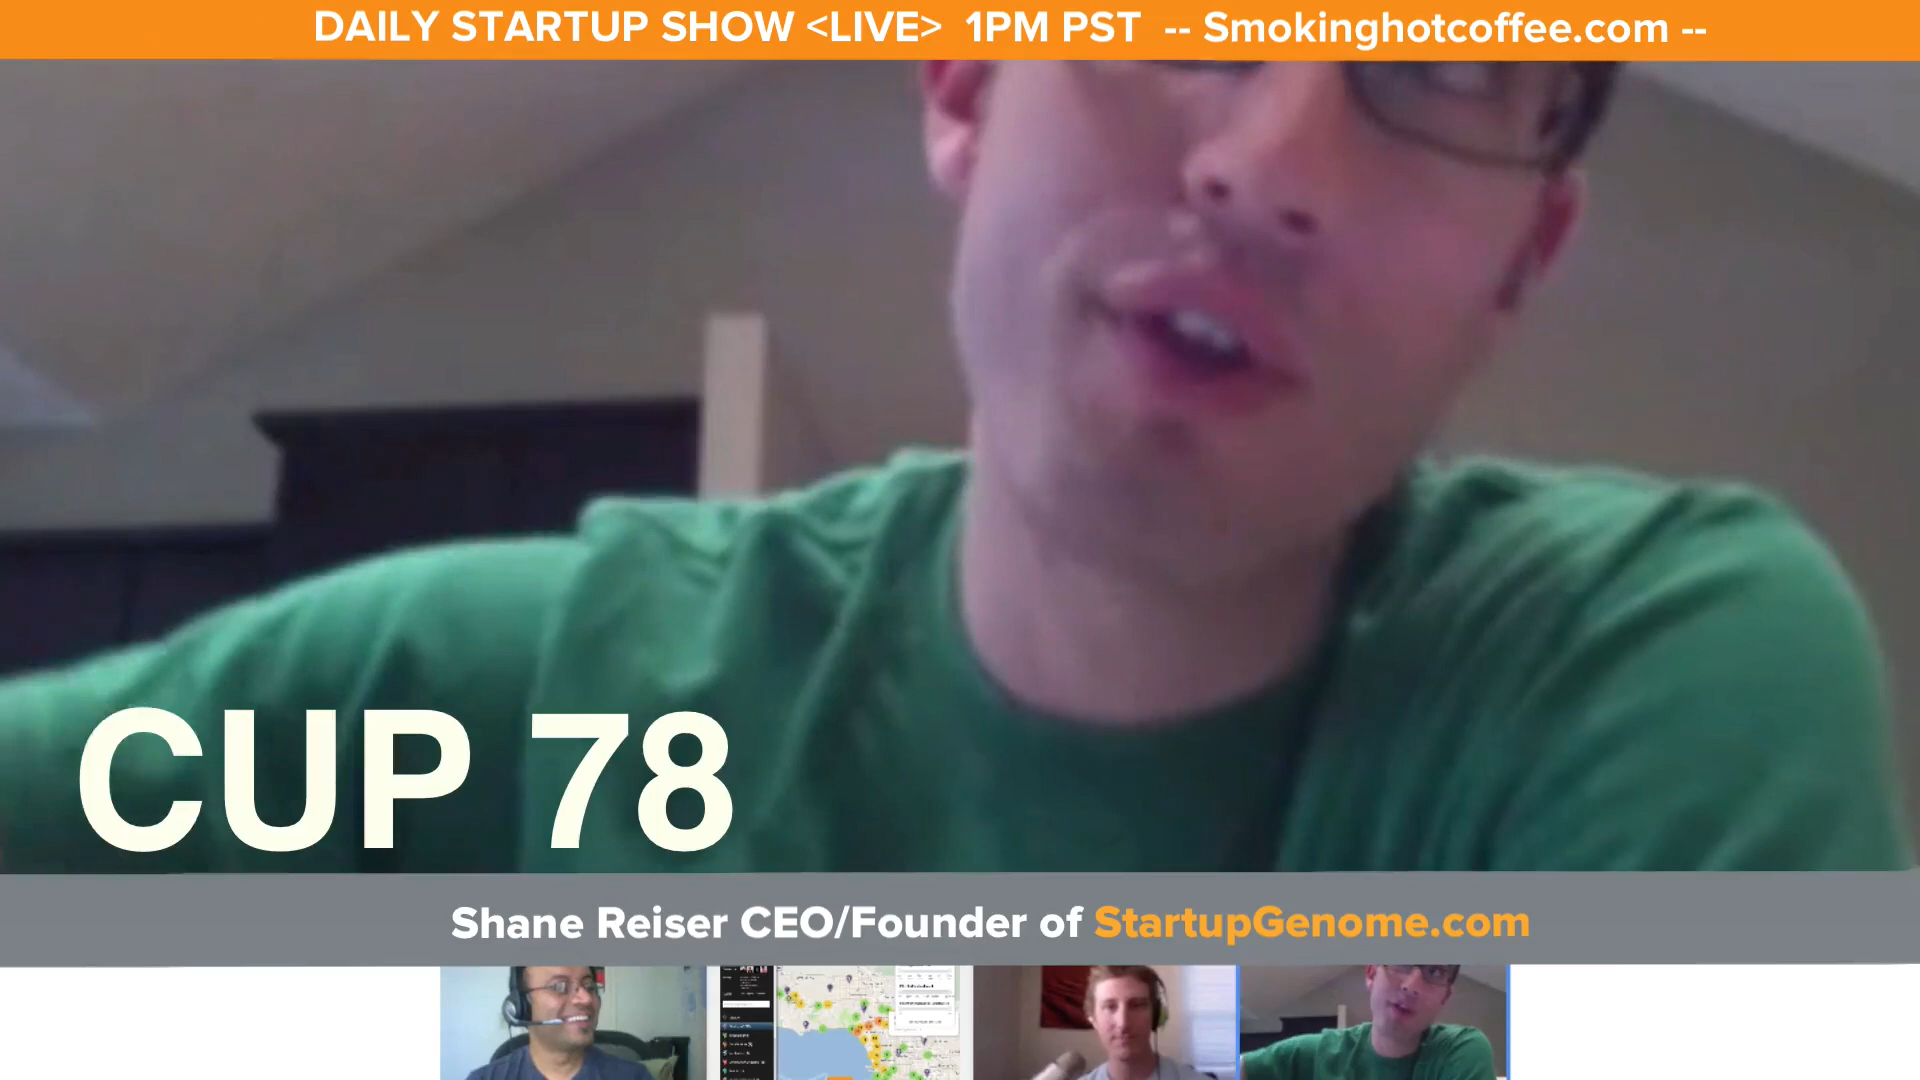 DAILY STARTUP SHOW <LIVE> 1PM PST -- Smokinghotcoffee.com --
CUP 78
Shane Reiser CEO/Founder of StartupGenome.com